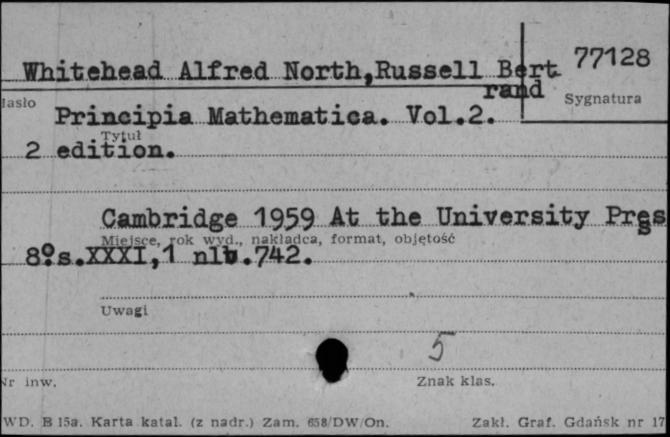 Whitehead Alfred North,Russell Bert
rand
77128
Sygnatura
Hasło
Principia Mathematica. Vol.2.
Tytuł
2 edition.
Cambridge 1959 At the University Press
Miejsce, rok wyd., nakładca, format, objętość
8°s.XXXI,1 nlb.742.
Uwagi
5
Nr inw.
Znak klas.
WD. B 15a. Karta katal. (z nadr.) Zam. 658/DW/On.
Zakł. Graf. Gdańsk nr 17